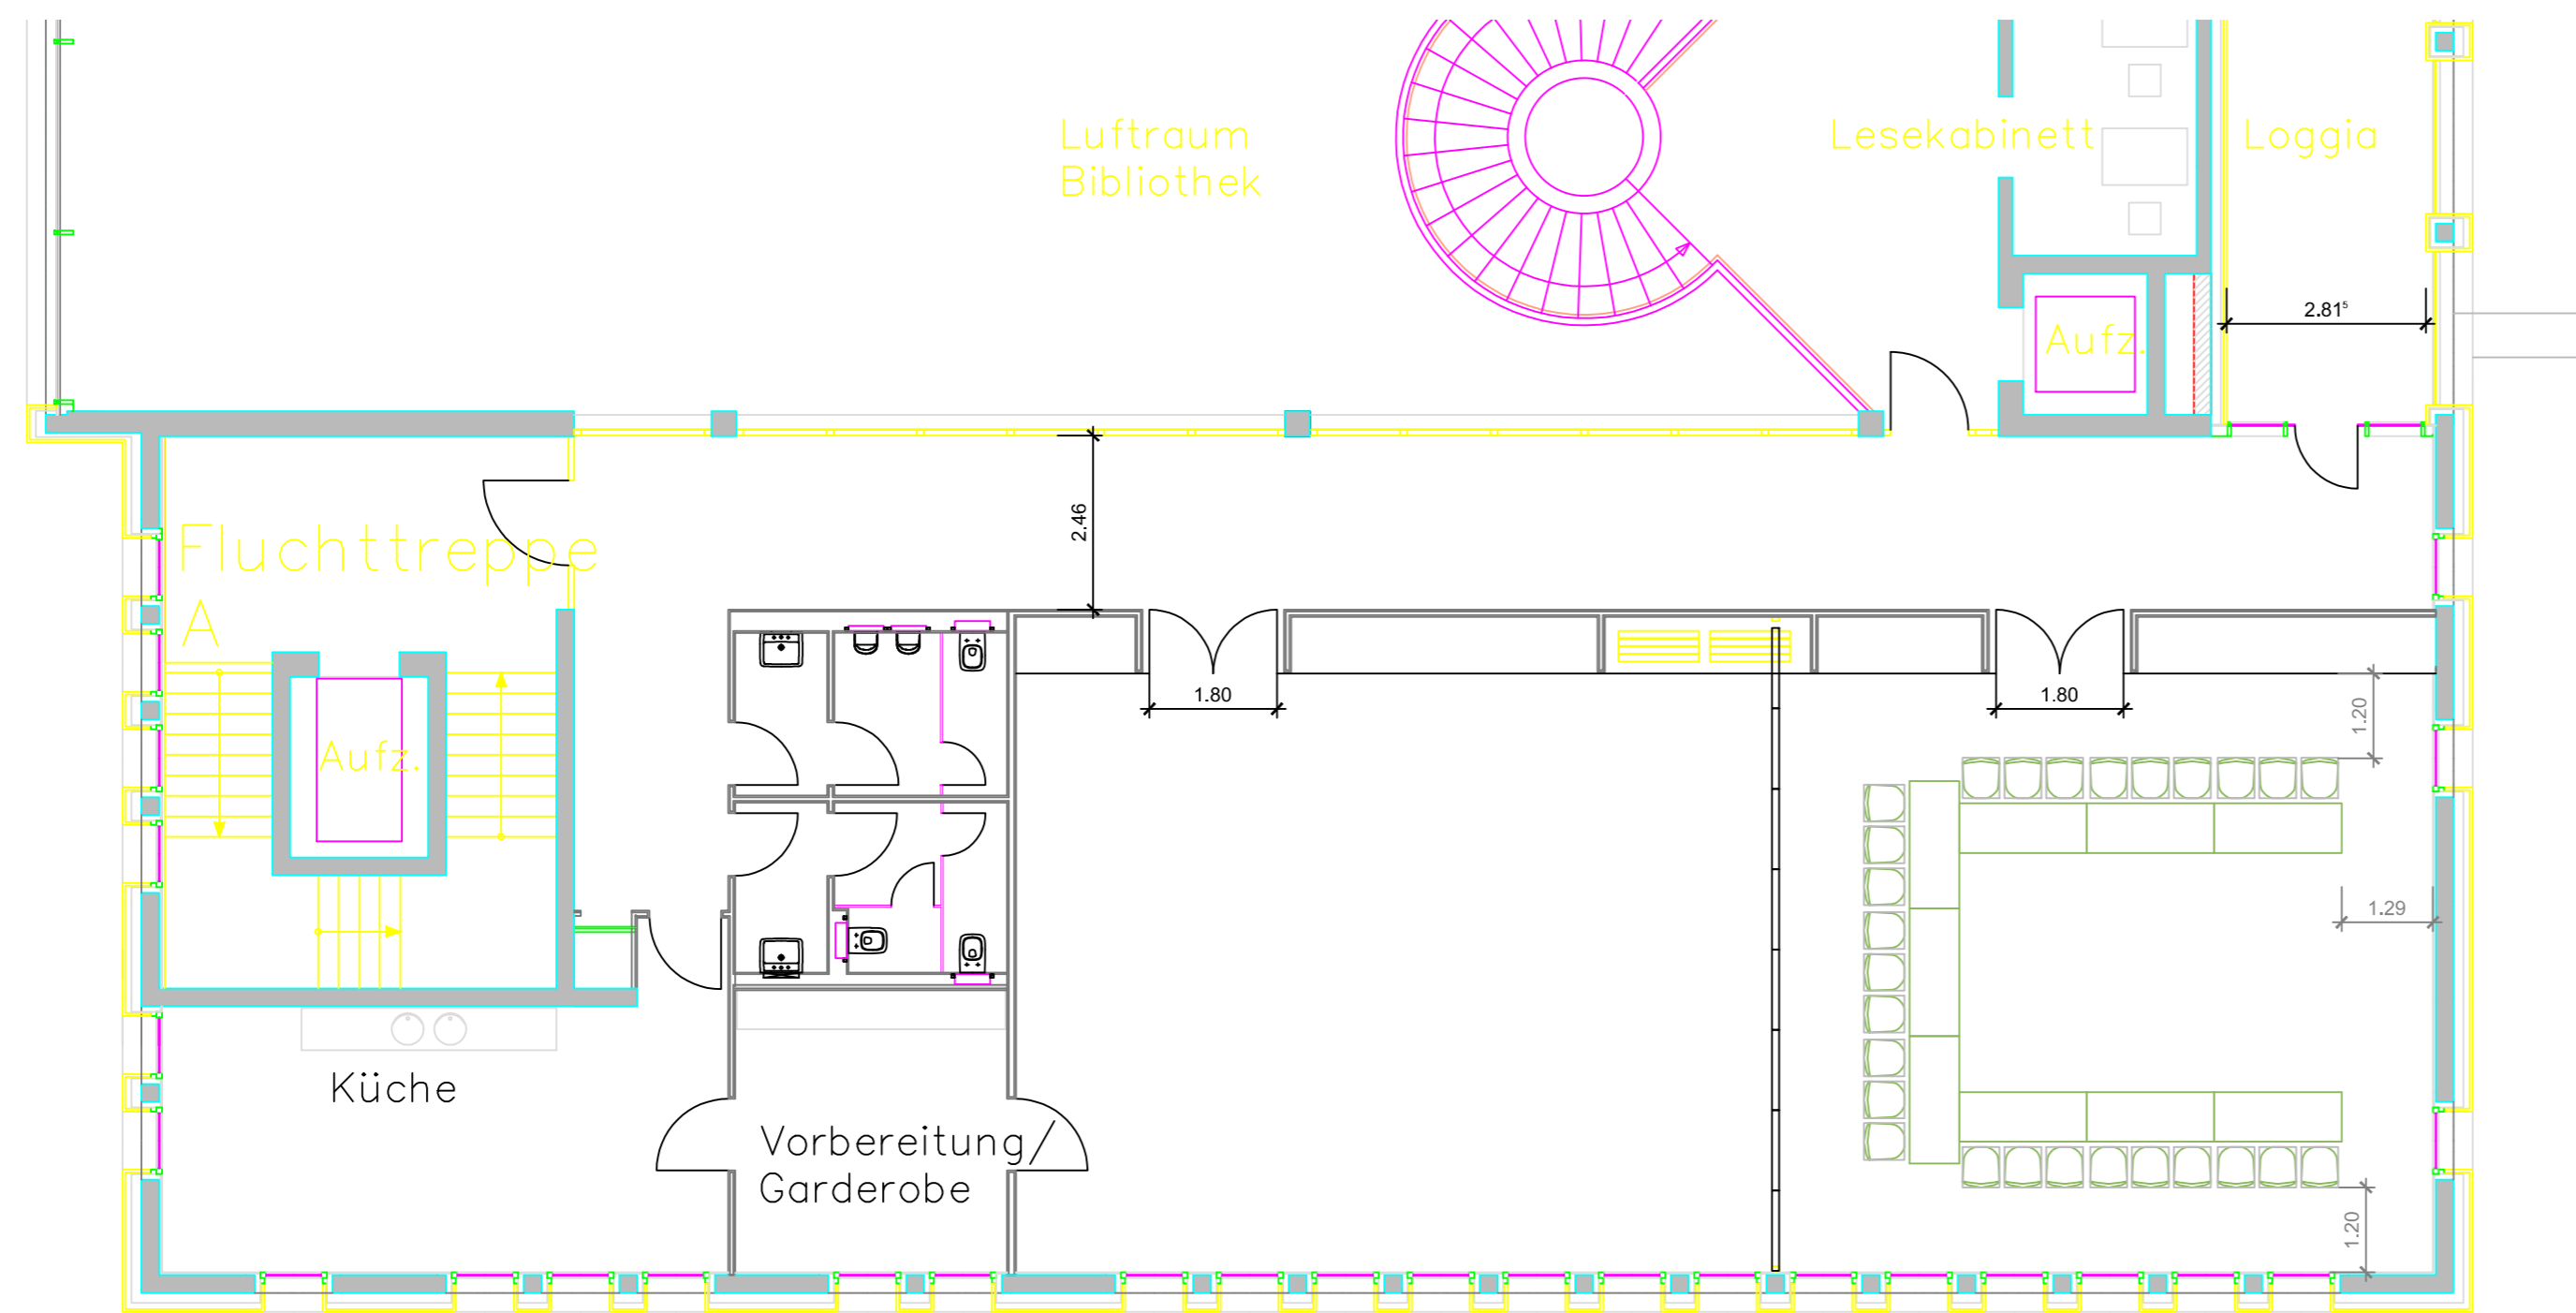 Luftraum
Bibliothek
Lesekabinett
Loggia
Aufz.
2.81⁵
Fluchttreppe
A
2.46
1.80
1.80
1.20
Aufz.
1.29
Küche
Vorbereitung/
Garderobe
1.20